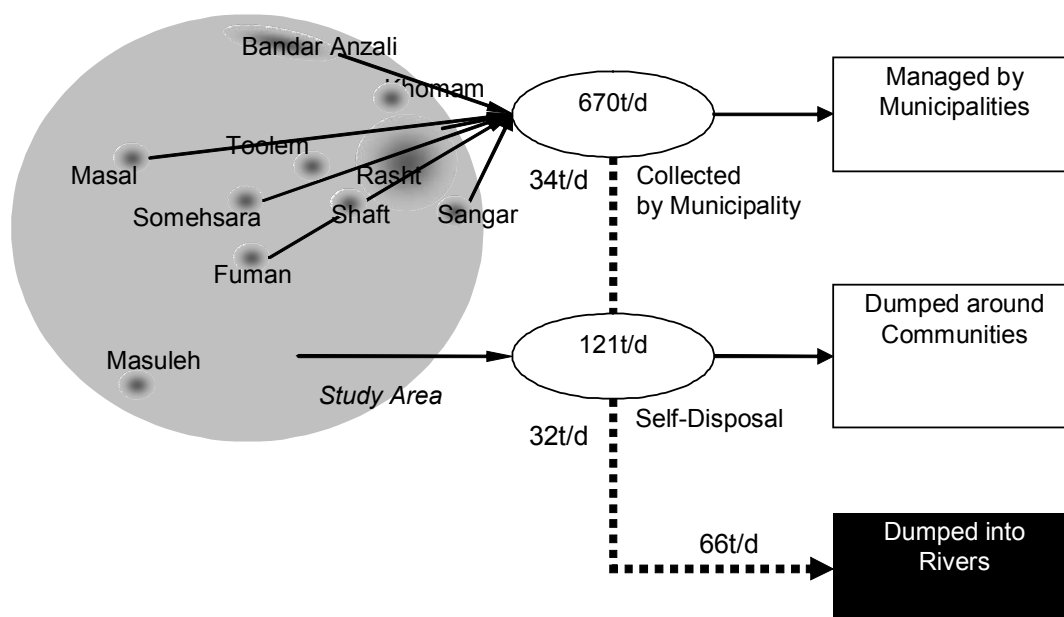 Bandar Anzali
Khomam
Toolem
Masal
Rasht
Somehsara
Shaft
Sangar
Fuman
Masuleh
Study Area
670t/d
34t/d
Collected
by Municipality
121t/d
32t/d
Self-Disposal
66t/d
Managed by
Municipalities
Dumped around
Communities
Dumped into
Rivers